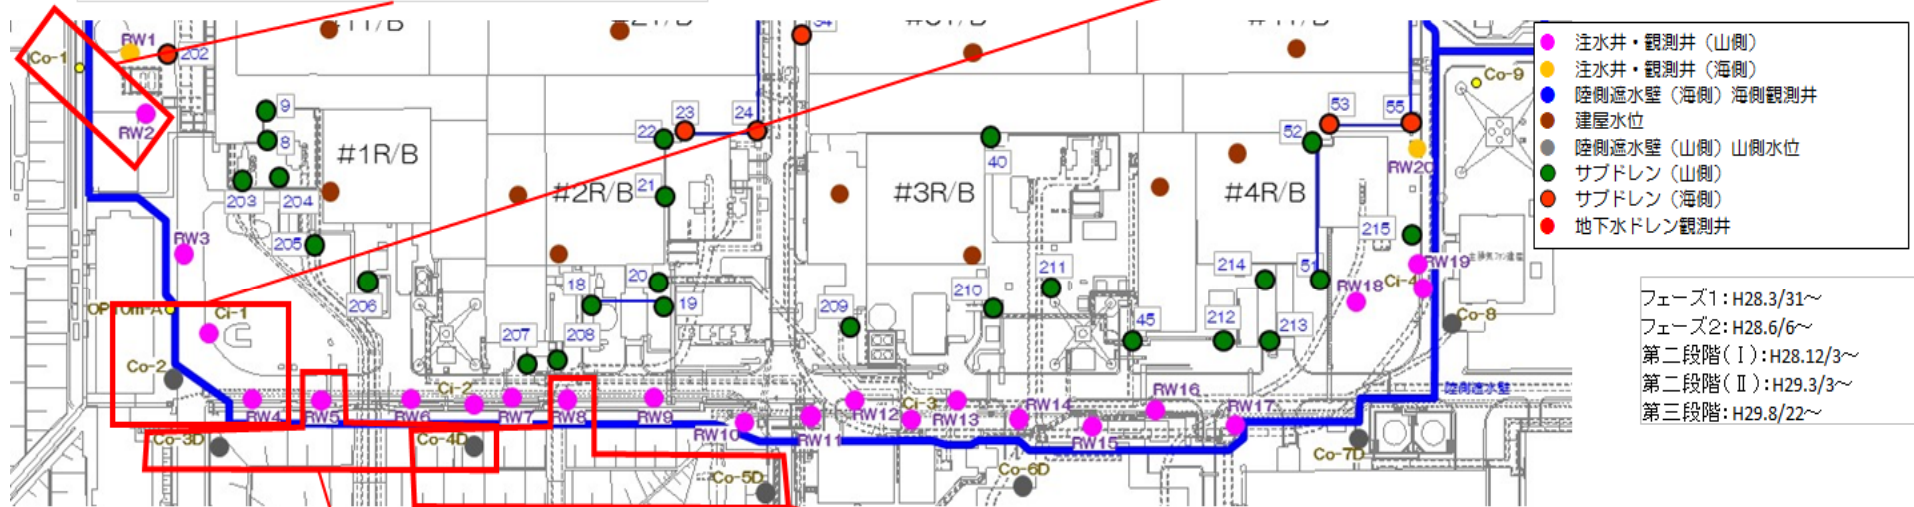 34
RW1
202
Co-1
RW2
9
8
#1R/B
203
204
205
206
RW3
OP10m-A
Ci-1
Co-2
22
23
24
21
#2R/B
20
18
19
207
208
209
40
#3R/B
210
211
45
53
55
52
#4R/B
RW20
215
214
51
212
213
RW19
Ci-4
RW18
Co-9
Co-8
Ci-2
RW4
RW5
RW6
RW7
RW8
RW9
RW10
RW11
RW12
Ci-3
RW13
RW14
RW15
RW16
RW17
陸側遮水壁
Co-3D
Co-4D
Co-5D
Co-6D
Co-7D
注水井・観測井（山側）
注水井・観測井（海側）
陸側遮水壁（海側）海側観測井
建屋水位
陸側遮水壁（山側）山側水位
サブドレン（山側）
サブドレン（海側）
地下水ドレン観測井
フェーズ1：H28.3/31～
フェーズ2：H28.6/6～
第二段階(Ⅰ)：H28.12/3～
第二段階(Ⅱ)：H29.3/3～
第三段階：H29.8/22～